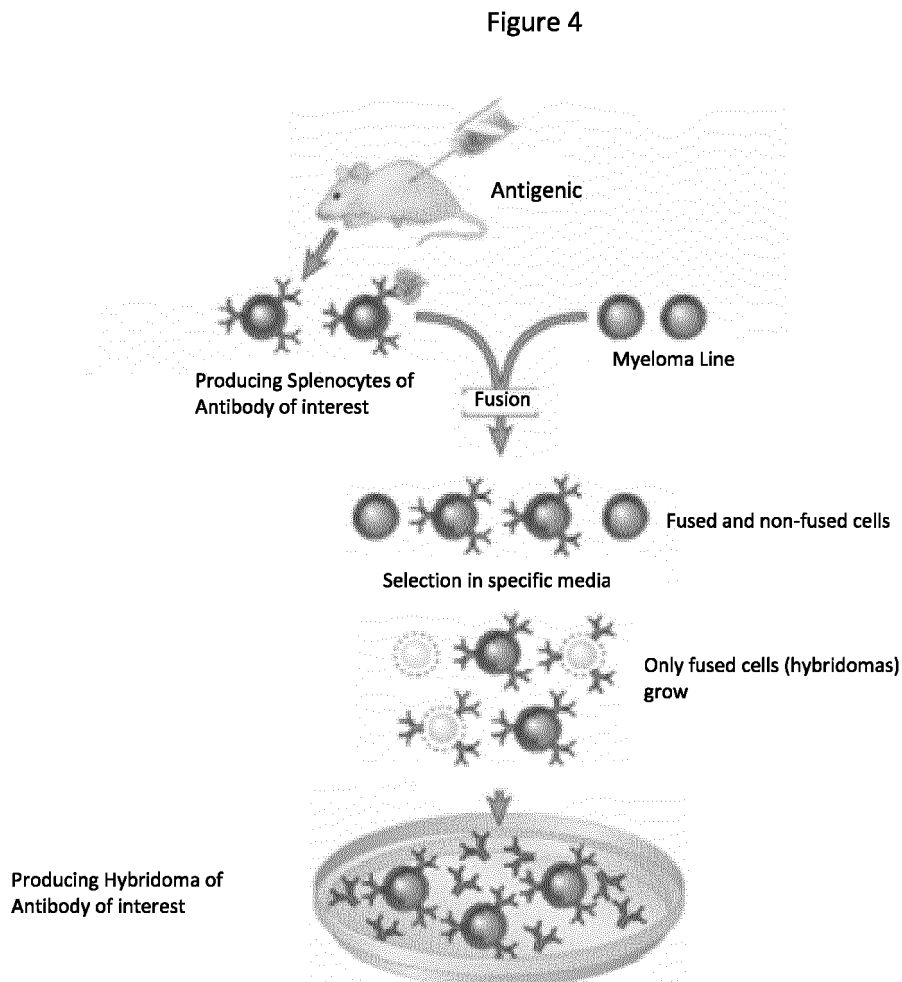 Figure 4
Antigenic
Producing Splenocytes of
Antibody of interest
Myeloma Line
Fusion
Fused and non-fused cells
Selection in specific media
Only fused cells (hybridomas)
grow
Producing Hybridoma of
Antibody of interest